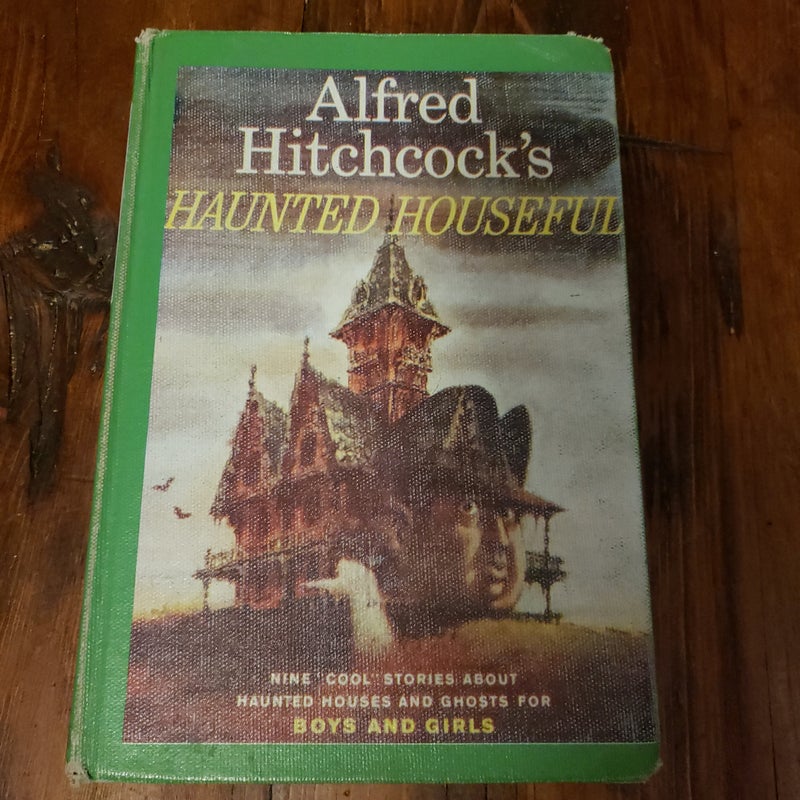 Alfred
Hitchcock's
HAUNTED HOUSEFUL
NINE "COOL" STORIES ABOUT
HAUNTED HOUSES AND GHOSTS FOR
BOYS AND GIRLS